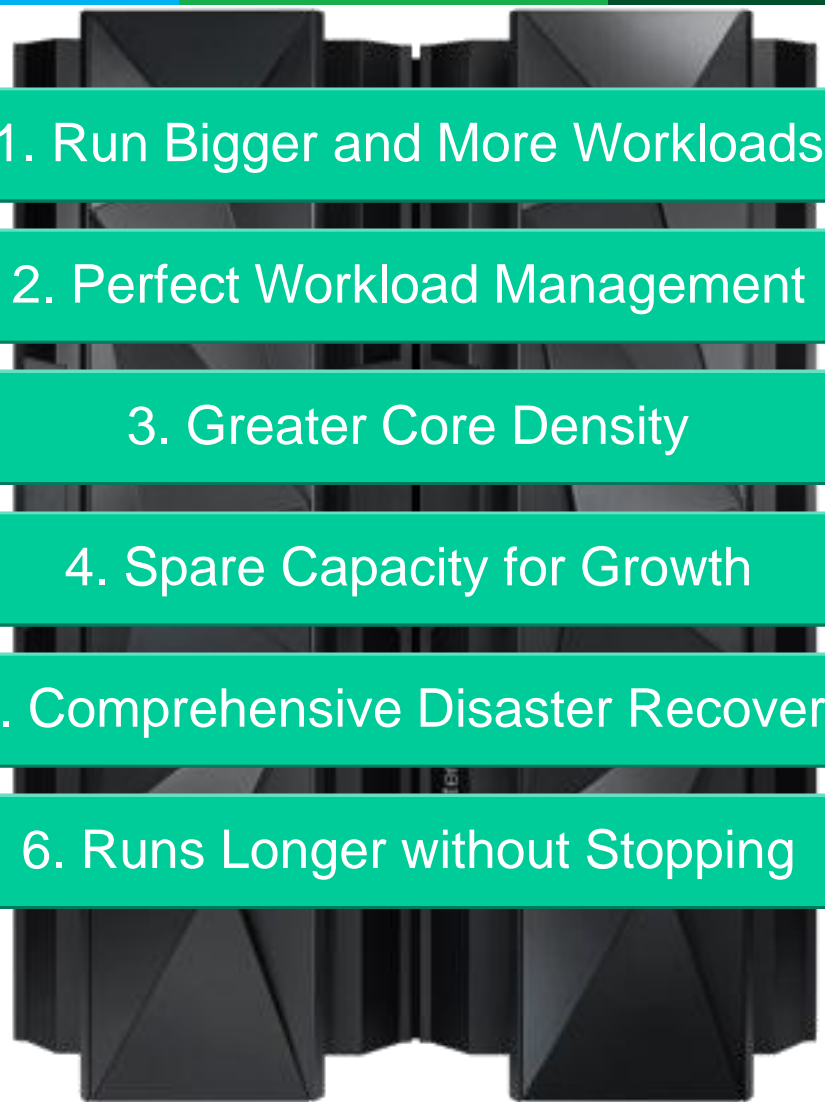 1. Run Bigger and More Workloads
2. Perfect Workload Management
3. Greater Core Density
4. Spare Capacity for Growth
. Comprehensive Disaster Recover
6. Runs Longer without Stopping